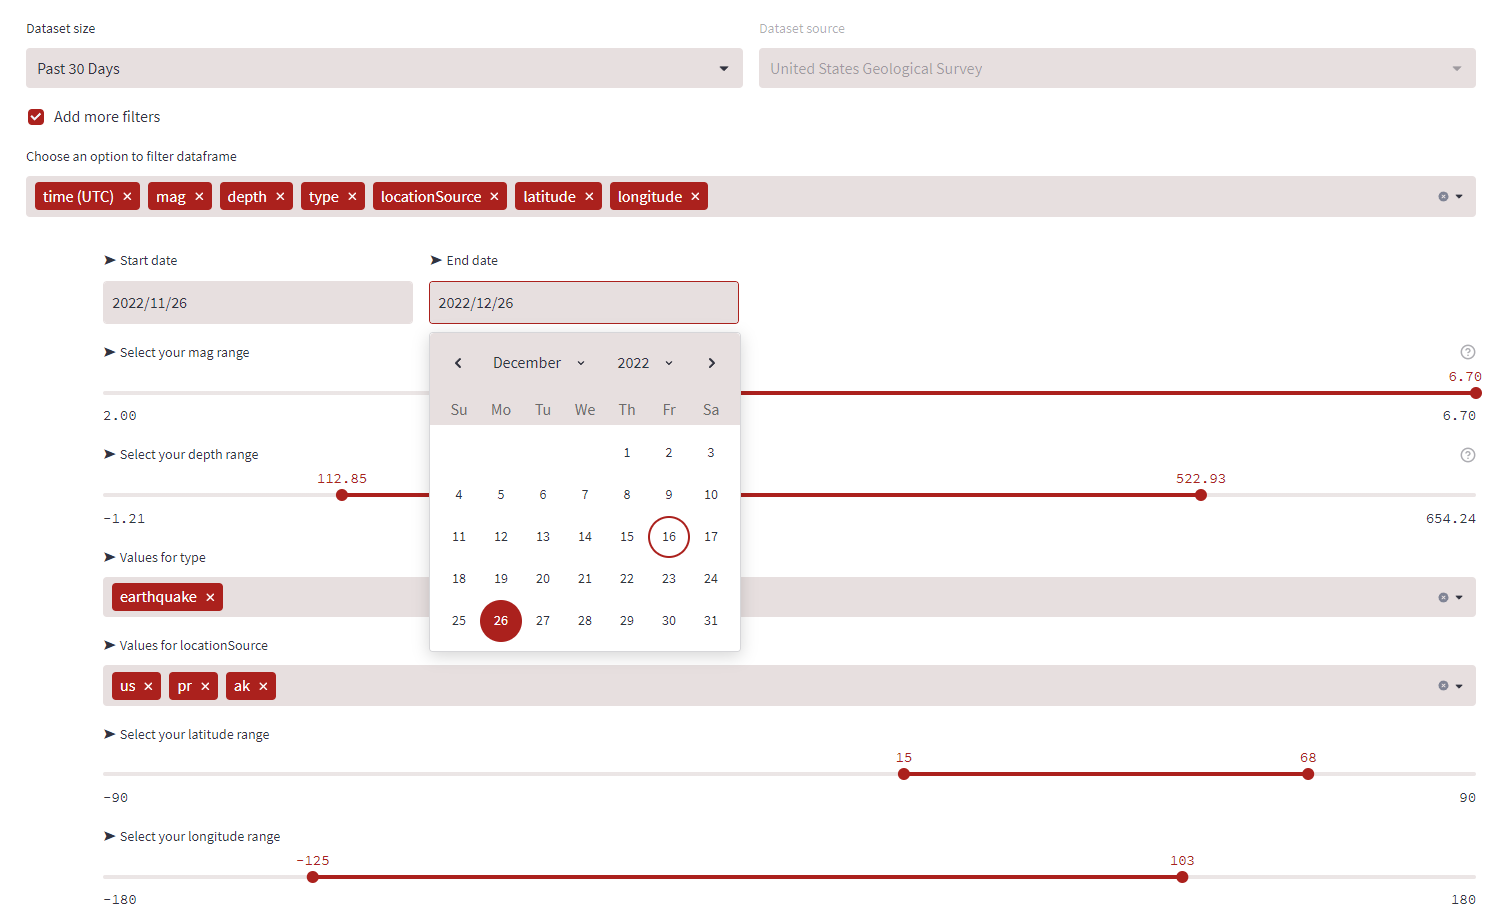 Dataset size
Dataset source
Past 30 Days
United States Geological Survey
Add more filters
Choose an option to filter dataframe
time (UTC) × mag × depth × type × locationSource × latitude × longitude ×
➤ Start date
➤ End date
2022/11/26
2022/12/26
➤ Select your mag range
December 2022
6.70
Su Mo Tu We Th Fr Sa
2.00
6.70
1 2 3
➤ Select your depth range
112.85
522.93
4 5 6 7 8 9 10
-1.21
654.24
11 12 13 14 15 16 17
➤ Values for type
18 19 20 21 22 23 24
earthquake ×
25 26 27 28 29 30 31
➤ Values for locationSource
us × pr × ak ×
➤ Select your latitude range
15
68
-90
90
➤ Select your longitude range
-125
103
-180
180